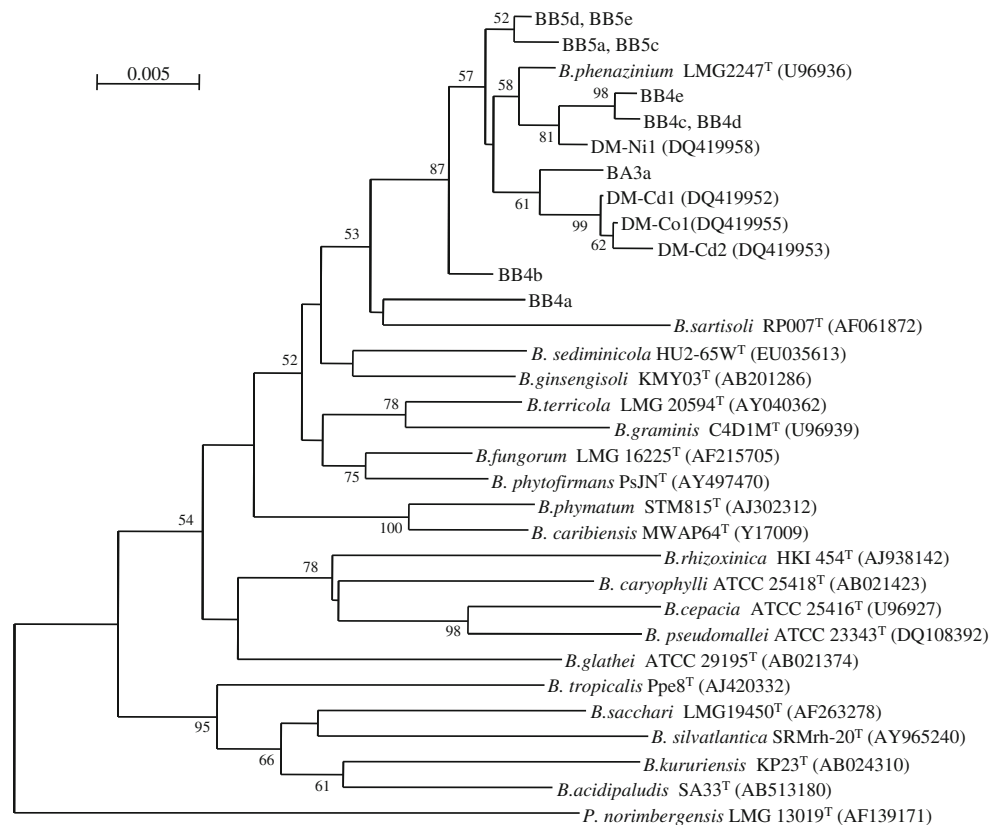 52
BB5d, BB5e
BB5a, BB5c
0.005
57
58
B.phenazinium LMG2247ᵀ (U96936)
98
BB4e
BB4c, BB4d
81
DM-Ni1 (DQ419958)
87
BA3a
61
DM-Cd1 (DQ419952)
99
DM-Co1(DQ419955)
62
DM-Cd2 (DQ419953)
53
BB4b
BB4a
B.sartisoli RP007ᵀ (AF061872)
52
B. sediminicola HU2-65Wᵀ (EU035613)
B.ginsengisoli KMY03ᵀ (AB201286)
78
B.terricola LMG 20594ᵀ (AY040362)
B.graminis C4D1Mᵀ (U96939)
B.fungorum LMG 16225ᵀ (AF215705)
75
B. phytofirmans PsJNᵀ (AY497470)
B.phymatum STM815ᵀ (AJ302312)
100
B. caribiensis MWAP64ᵀ (Y17009)
54
B.rhizoxinica HKI 454ᵀ (AJ938142)
78
B. caryophylli ATCC 25418ᵀ (AB021423)
B.cepacia ATCC 25416ᵀ (U96927)
98
B. pseudomallei ATCC 23343ᵀ (DQ108392)
B.glathei ATCC 29195ᵀ (AB021374)
B. tropicalis Ppe8ᵀ (AJ420332)
95
B.sacchari LMG19450ᵀ (AF263278)
B. silvatlantica SRMrh-20ᵀ (AY965240)
66
B.kururiensis KP23ᵀ (AB024310)
61
B.acidipaludis SA33ᵀ (AB513180)
P. norimbergensis LMG 13019ᵀ (AF139171)